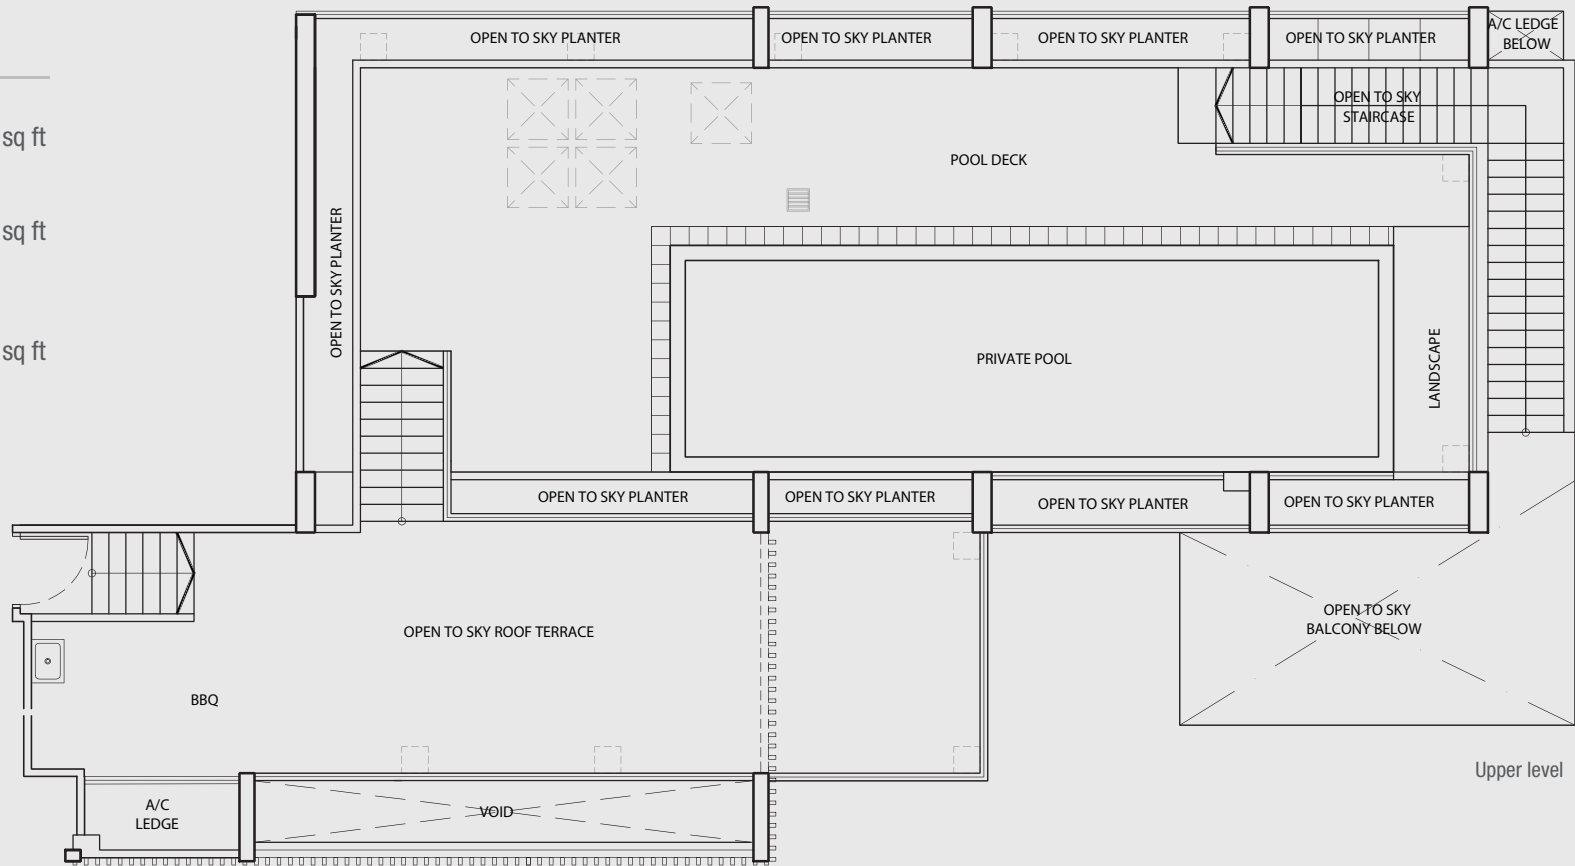 OPEN TO SKY PLANTER
OPEN TO SKY PLANTER
OPEN TO SKY PLANTER
OPEN TO SKY PLANTER
A/C LEDGE
BELOW
OPEN TO SKY
STAIRCASE
sq ft
POOL DECK
sq ft
OPEN TO SKY PLANTER
sq ft
PRIVATE POOL
LANDSCAPE
OPEN TO SKY PLANTER
OPEN TO SKY PLANTER
OPEN TO SKY PLANTER
OPEN TO SKY PLANTER
OPEN TO SKY ROOF TERRACE
OPEN TO SKY
BALCONY BELOW
BBQ
Upper level
A/C
LEDGE
VOID